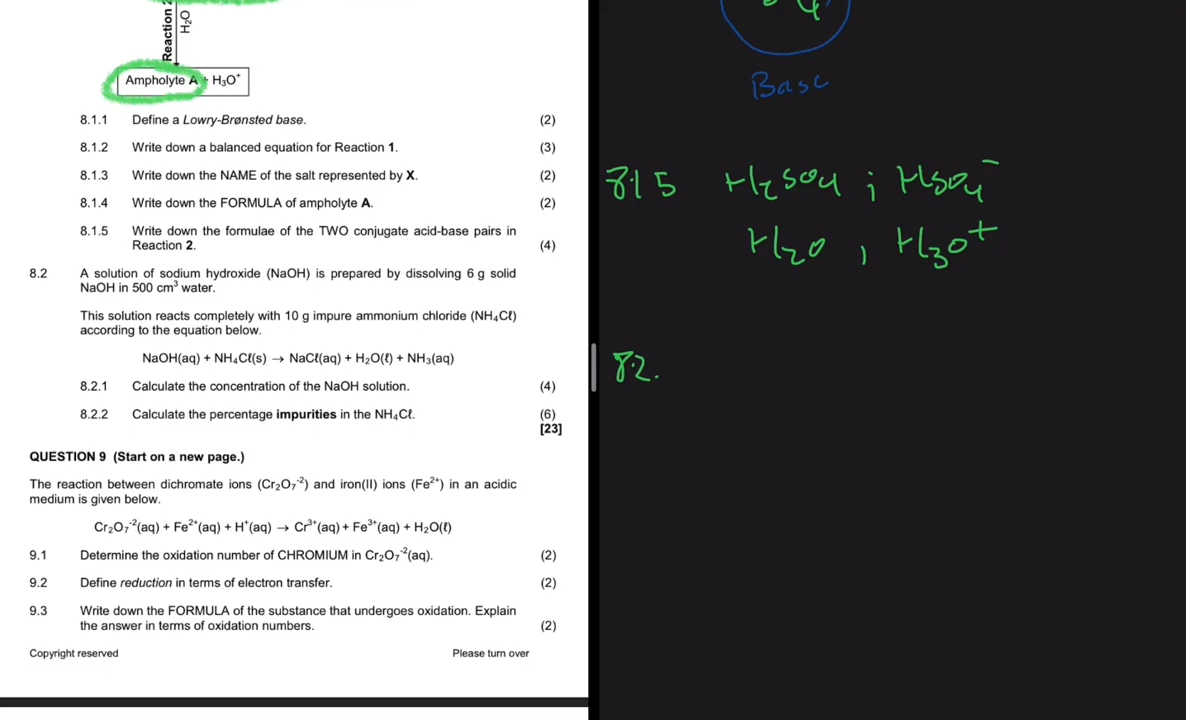 Reaction 2
H₂O
Ampholyte A + H₃O⁺
8.1.1 Define a Lowry-Brønsted base. (2)
8.1.2 Write down a balanced equation for Reaction 1. (3)
8.1.3 Write down the NAME of the salt represented by X. (2)
8.1.4 Write down the FORMULA of ampholyte A. (2)
8.1.5 Write down the formulae of the TWO conjugate acid-base pairs in
Reaction 2. (4)
8.2 A solution of sodium hydroxide (NaOH) is prepared by dissolving 6 g solid
NaOH in 500 cm³ water.
This solution reacts completely with 10 g impure ammonium chloride (NH₄Cℓ)
according to the equation below.
NaOH(aq) + NH₄Cℓ(s) → NaCℓ(aq) + H₂O(ℓ) + NH₃(aq)
8.2.1 Calculate the concentration of the NaOH solution. (4)
8.2.2 Calculate the percentage impurities in the NH₄Cℓ. (6)
[23]
QUESTION 9 (Start on a new page.)
The reaction between dichromate ions (Cr₂O₇⁻²) and iron(II) ions (Fe²⁺) in an acidic
medium is given below.
Cr₂O₇⁻²(aq) + Fe²⁺(aq) + H⁺(aq) → Cr³⁺(aq) + Fe³⁺(aq) + H₂O(ℓ)
9.1 Determine the oxidation number of CHROMIUM in Cr₂O₇⁻²(aq). (2)
9.2 Define reduction in terms of electron transfer. (2)
9.3 Write down the FORMULA of the substance that undergoes oxidation. Explain
the answer in terms of oxidation numbers. (2)
Copyright reserved Please turn over
Base
8.1.5 H₂SO₄ ; HSO₄⁻
H₂O , H₃O⁺
8.2.